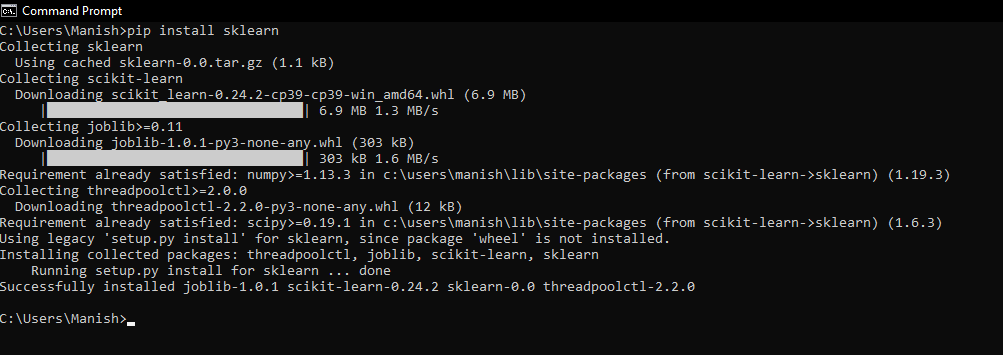 Command Prompt
C:\Users\Manish>pip install sklearn
Collecting sklearn
  Using cached sklearn-0.0.tar.gz (1.1 kB)
Collecting scikit-learn
  Downloading scikit_learn-0.24.2-cp39-cp39-win_amd64.whl (6.9 MB)
     |████████████████████████████████| 6.9 MB 1.3 MB/s
Collecting joblib>=0.11
  Downloading joblib-1.0.1-py3-none-any.whl (303 kB)
     |████████████████████████████████| 303 kB 1.6 MB/s
Requirement already satisfied: numpy>=1.13.3 in c:\users\manish\lib\site-packages (from scikit-learn->sklearn) (1.19.3)
Collecting threadpoolctl>=2.0.0
  Downloading threadpoolctl-2.2.0-py3-none-any.whl (12 kB)
Requirement already satisfied: scipy>=0.19.1 in c:\users\manish\lib\site-packages (from scikit-learn->sklearn) (1.6.3)
Using legacy 'setup.py install' for sklearn, since package 'wheel' is not installed.
Installing collected packages: threadpoolctl, joblib, scikit-learn, sklearn
    Running setup.py install for sklearn ... done
Successfully installed joblib-1.0.1 scikit-learn-0.24.2 sklearn-0.0 threadpoolctl-2.2.0
C:\Users\Manish>